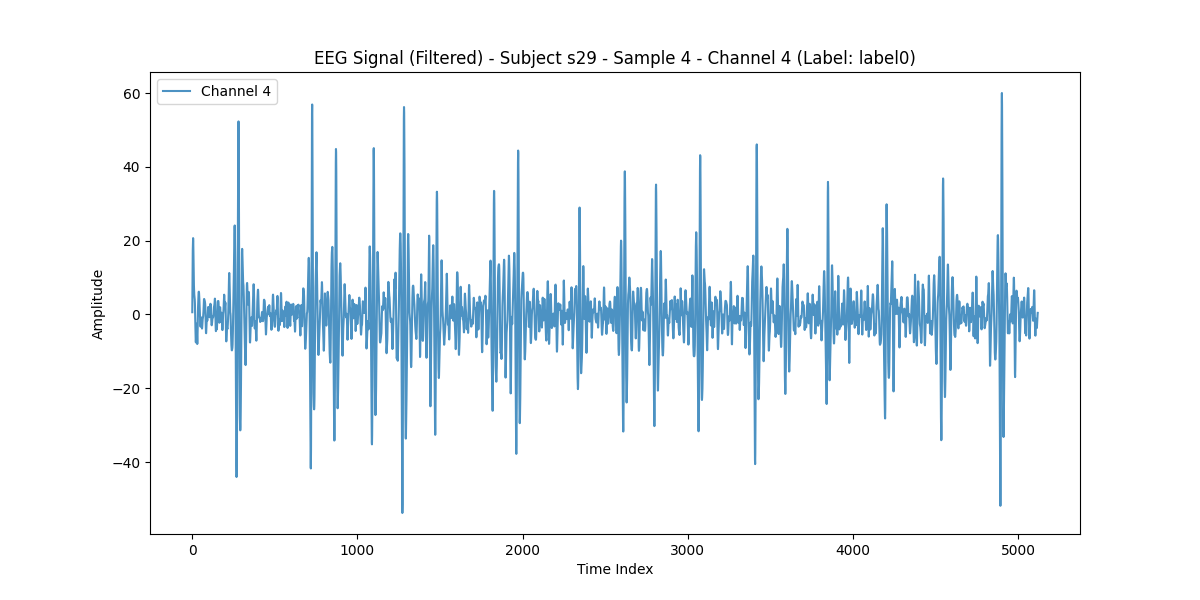 EEG Signal (Filtered) - Subject s29 - Sample 4 - Channel 4 (Label: label0)
Channel 4
60
40
20
0
−20
−40
Amplitude
0 1000 2000 3000 4000 5000
Time Index